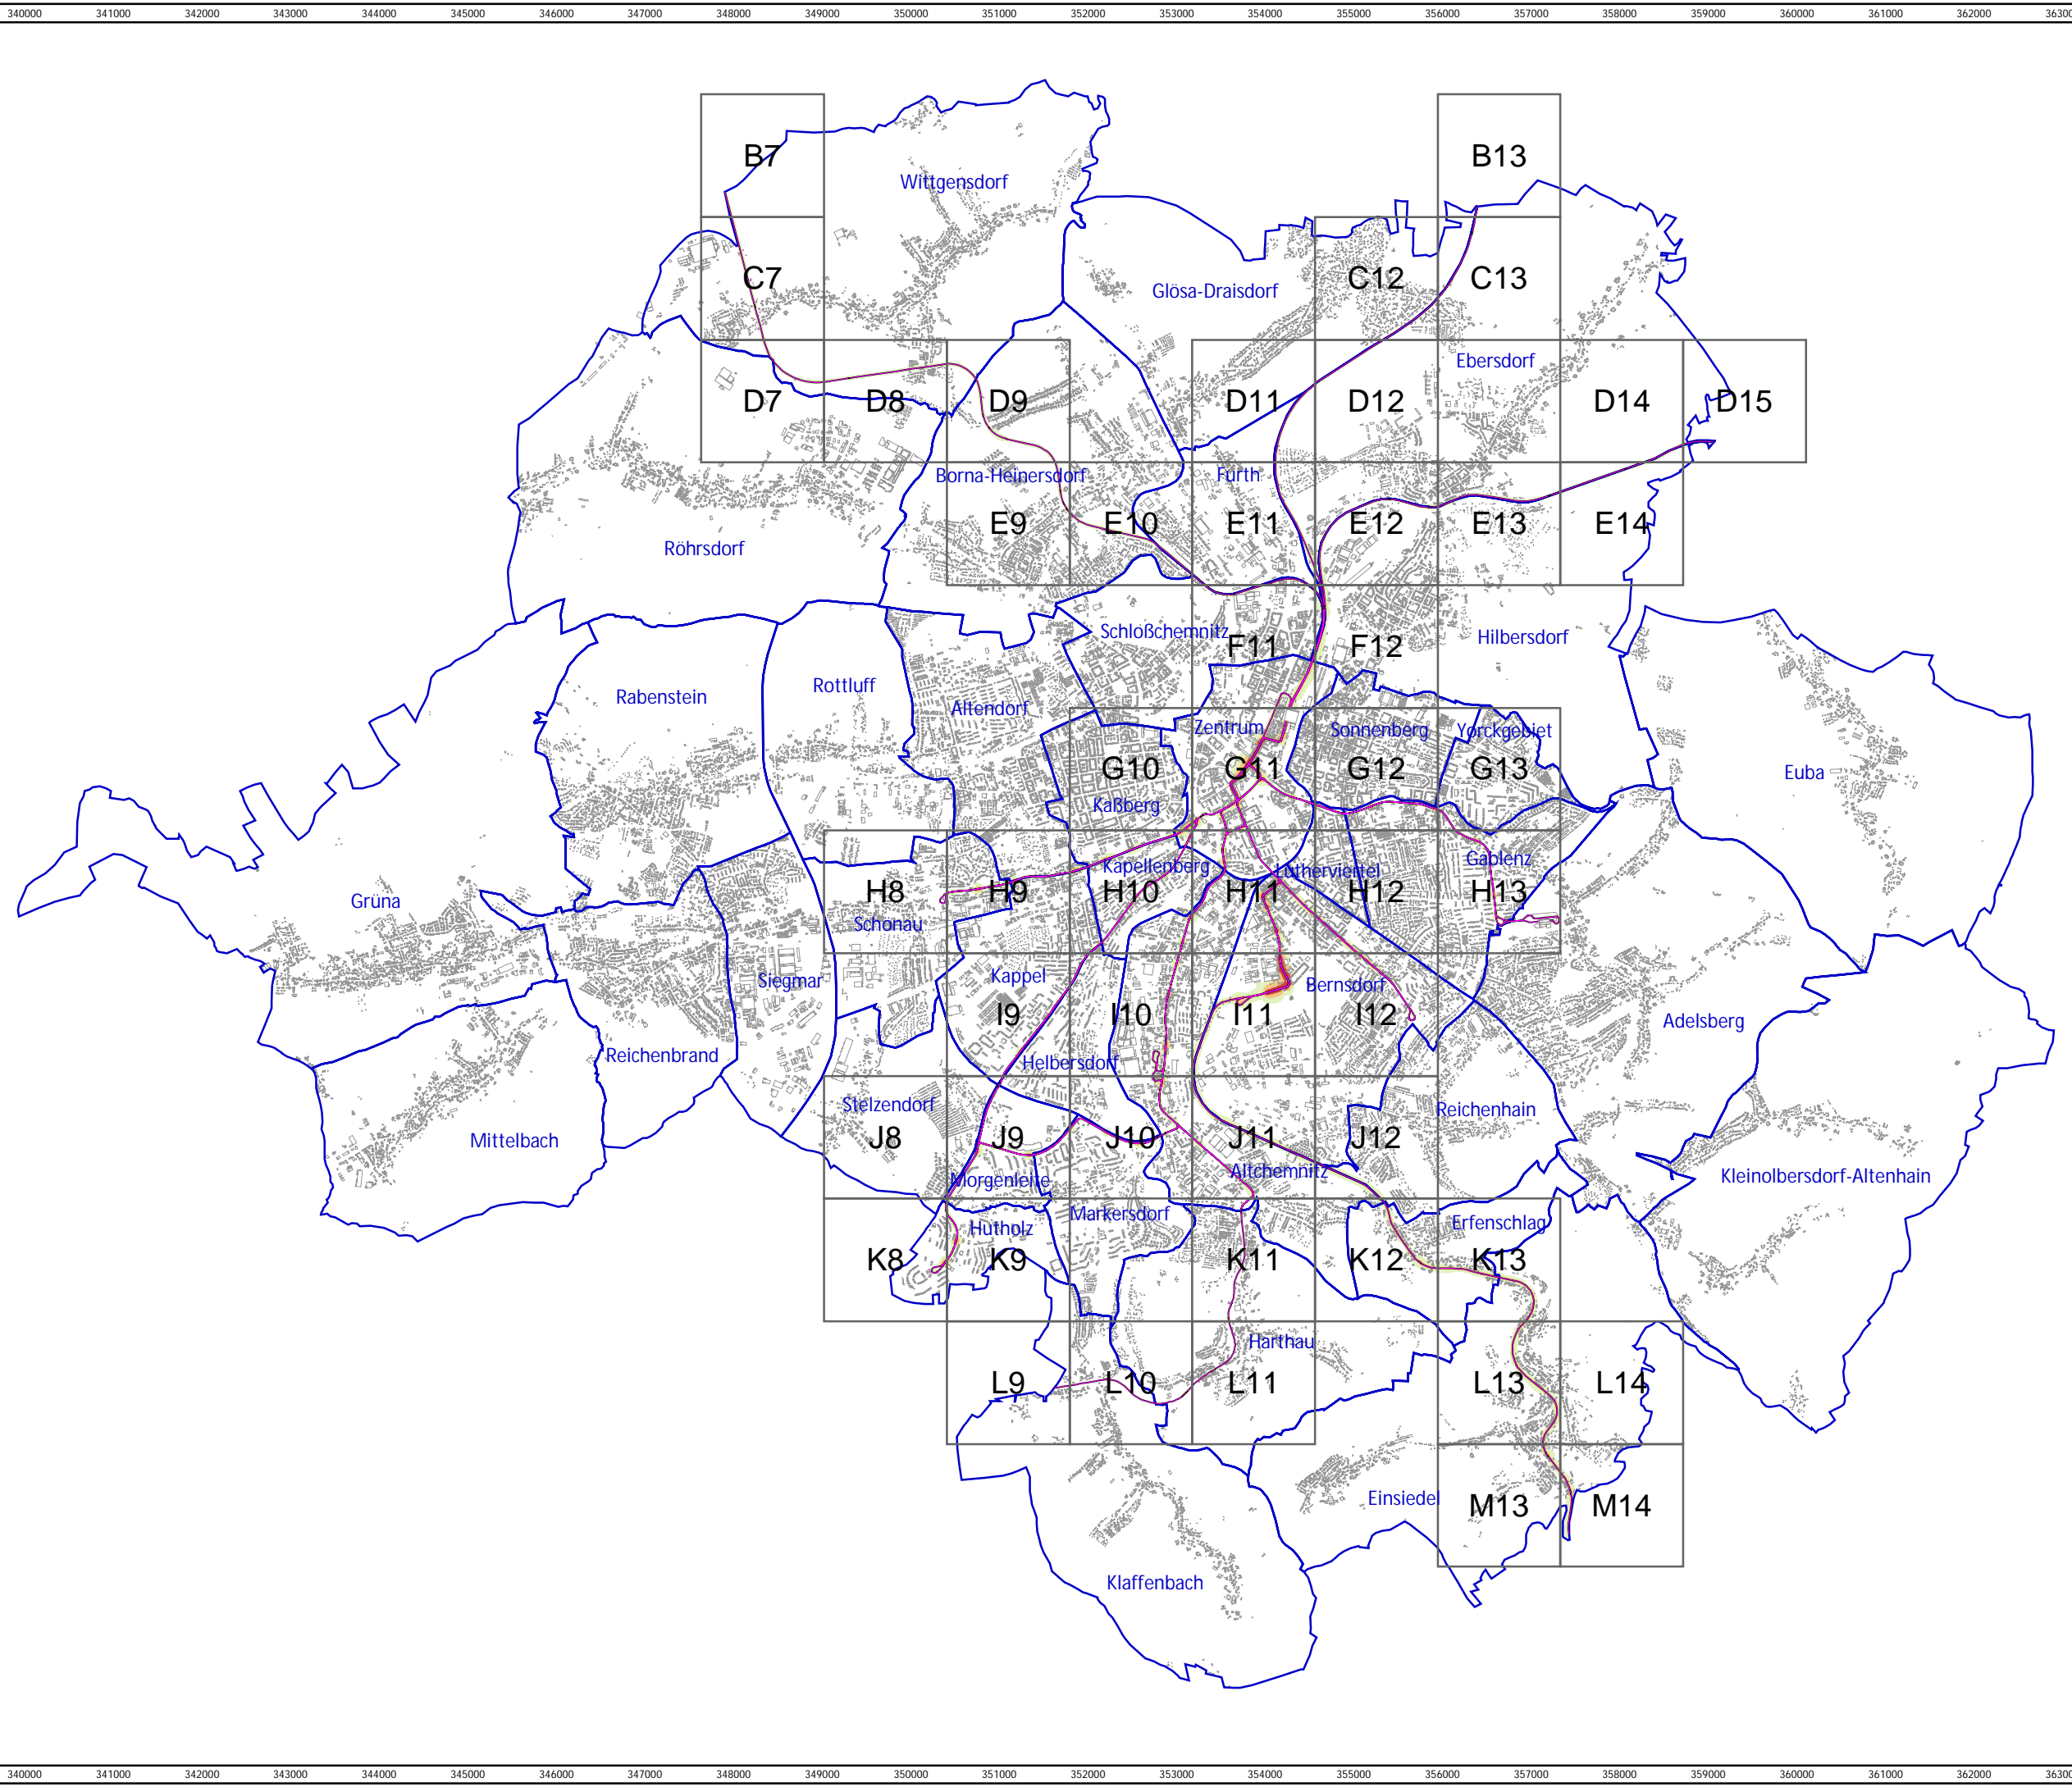 340000 341000 342000 343000 344000 345000 346000 347000 348000 349000 350000 351000 352000 353000 354000 355000 356000 357000 358000 359000 360000 361000 362000 36300
B7 B13
Wittgensdorf
C7 C12 C13
Glösa-Draisdorf
Ebersdorf
D7 D8 D9 D11 D12 D14 D15
Borna-Heinersdorf Furth
E9 E10 E11 E12 E13 E14
Röhrsdorf
Schloßchemnitz Hilbersdorf
F11 F12
Rabenstein Rottluff
Altendorf
Zentrum Sonnenberg Yorckgebiet
G10 G11 G12 G13 Euba
Kaßberg
Kapellenberg Lutherviertel Gablenz
H8 H9 H10 H11 H12 H13
Grüna
Schönau
Siegmar Kappel Bernsdorf
I9 I10 I11 I12 Adelsberg
Reichenbrand Helbersdorf
Stelzendorf Reichenhain
Mittelbach J8 J9 J10 J11 J12
Morgenleite Altchemnitz Kleinolbersdorf-Altenhain
Hutholz Markersdorf Erfenschlag
K8 K9 K11 K12 K13
Harthau
L9 L10 L11 L13 L14
Einsiedel M13 M14
Klaffenbach
340000 341000 342000 343000 344000 345000 346000 347000 348000 349000 350000 351000 352000 353000 354000 355000 356000 357000 358000 359000 360000 361000 362000 36300